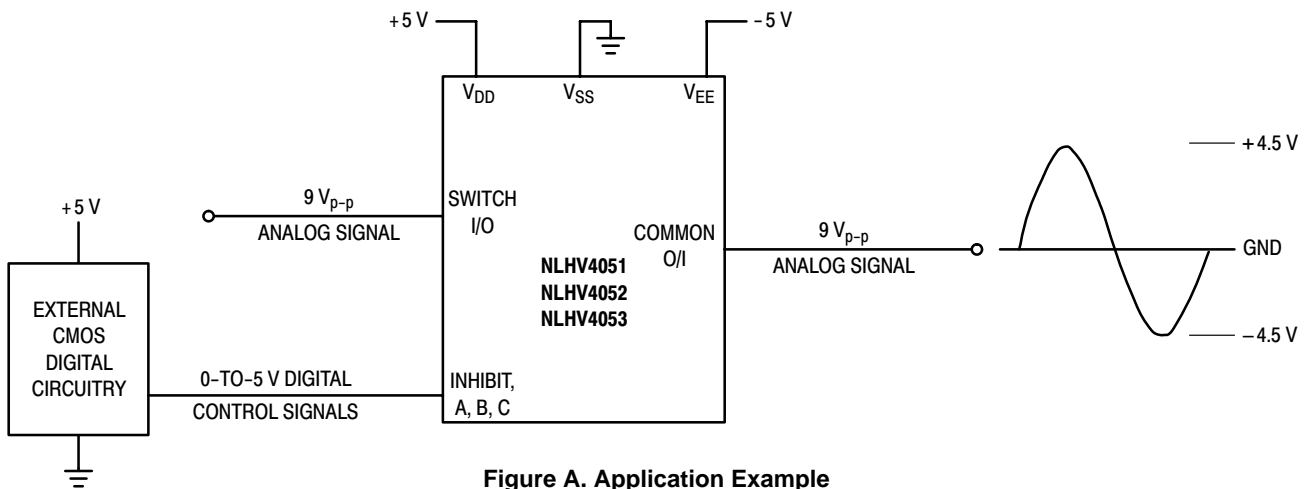 +5 V
-5 V
VDD
VSS
VEE
+4.5 V
9 Vp-p
SWITCH
I/O
+5 V
ANALOG SIGNAL
COMMON
O/I
9 Vp-p
ANALOG SIGNAL
GND
NLHV4051
NLHV4052
NLHV4053
EXTERNAL
CMOS
DIGITAL
CIRCUITRY
-4.5 V
0-TO-5 V DIGITAL
CONTROL SIGNALS
INHIBIT,
A, B, C
Figure A. Application Example